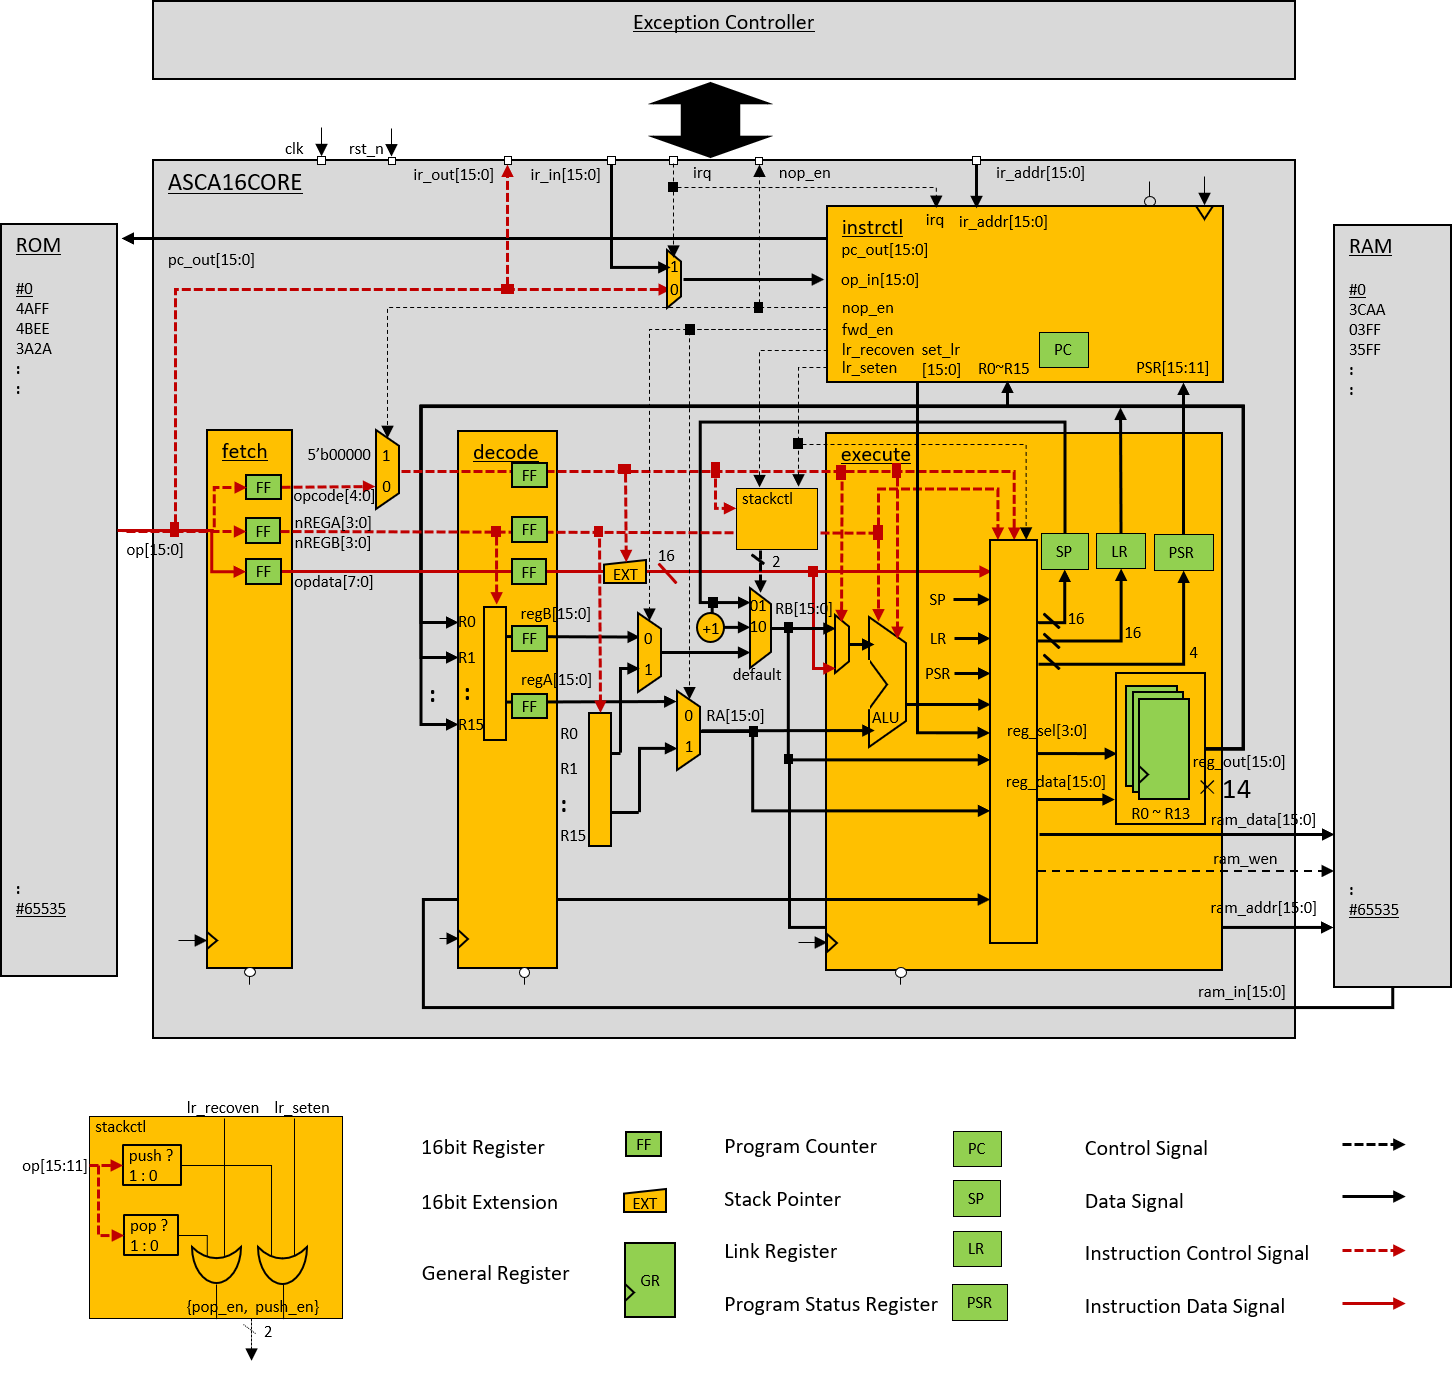 Exception Controller
clk
rst_n
ASCA16CORE
ir_out[15:0]
ir_in[15:0]
irq
nop_en
ir_addr[15:0]
ROM
#0
4AFF
4BEE
3A2A
:
:
:
#65535
RAM
#0
3CAA
03FF
35FF
:
:
:
#65535
pc_out[15:0]
1
0
instrctl
irq
ir_addr[15:0]
pc_out[15:0]
op_in[15:0]
nop_en
fwd_en
lr_recoven
set_lr
[15:0]
lr_seten
R0~R15
PC
PSR[15:11]
fetch
FF
FF
FF
op[15:0]
5'b00000
1
0
opcode[4:0]
nREGA[3:0]
nREGB[3:0]
opdata[7:0]
decode
FF
FF
FF
R0
R1
:
:
R15
FF
FF
regB[15:0]
regA[15:0]
EXT
16
R0
R1
:
R15
0
1
0
1
RA[15:0]
stackctl
2
+1
01
10
default
RB[15:0]
execute
ALU
SP
LR
PSR
SP
LR
PSR
16
16
4
reg_sel[3:0]
reg_data[15:0]
R0 ~ R13
reg_out[15:0]
× 14
ram_data[15:0]
ram_wen
ram_addr[15:0]
ram_in[15:0]
lr_recoven
lr_seten
stackctl
op[15:11]
push ?
1 : 0
pop ?
1 : 0
{pop_en, push_en}
2
16bit Register
FF
16bit Extension
EXT
General Register
GR
Program Counter
PC
Stack Pointer
SP
Link Register
LR
Program Status Register
PSR
Control Signal
Data Signal
Instruction Control Signal
Instruction Data Signal